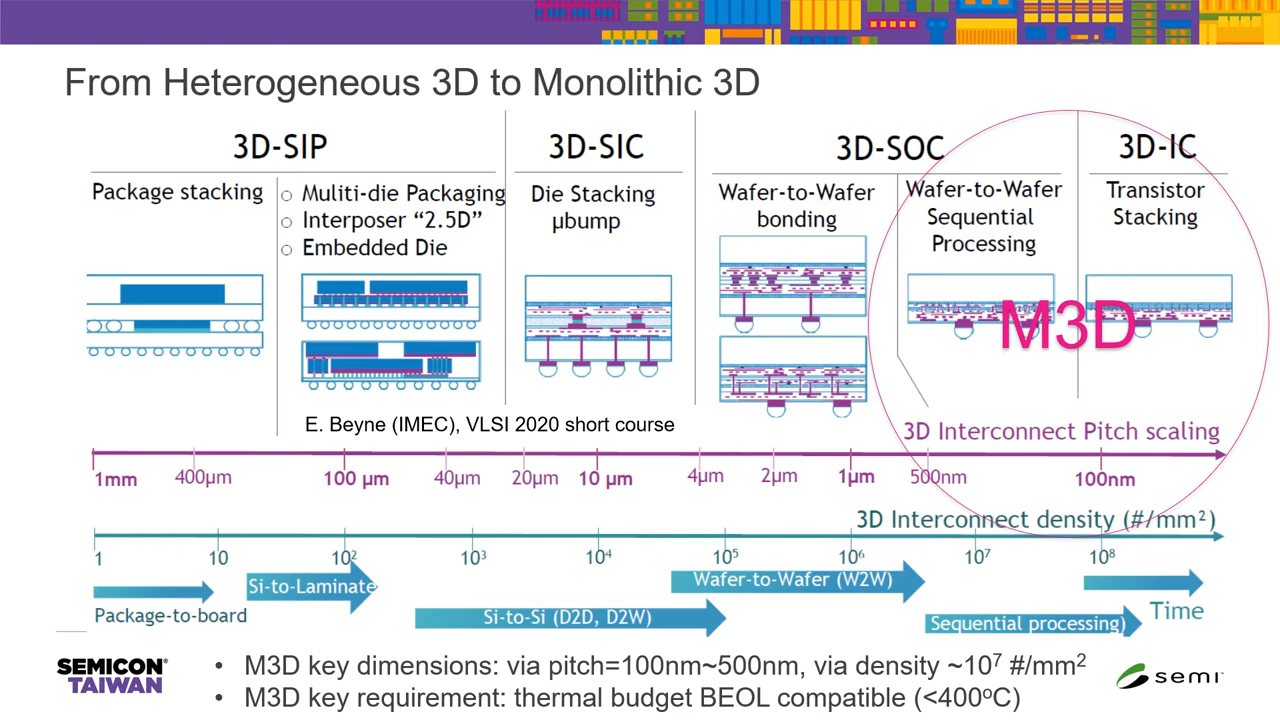 From Heterogeneous 3D to Monolithic 3D
3D-SIP
3D-SIC
3D-SOC
3D-IC
Package stacking
○ Muliti-die Packaging
○ Interposer “2.5D”
○ Embedded Die
Die Stacking
µbump
Wafer-to-Wafer
bonding
Wafer-to-Wafer
Sequential
Processing
Transistor
Stacking
M3D
E. Beyne (IMEC), VLSI 2020 short course
3D Interconnect Pitch scaling
1mm 400µm 100 µm 40µm 20µm 10 µm 4µm 2µm 1µm 500nm 100nm
3D Interconnect density (#/mm²)
1 10 10² 10³ 10⁴ 10⁵ 10⁶ 10⁷ 10⁸
Package-to-board
Si-to-Laminate
Si-to-Si (D2D, D2W)
Wafer-to-Wafer (W2W)
Sequential processing)
Time
• M3D key dimensions: via pitch=100nm~500nm, via density ~10⁷ #/mm²
• M3D key requirement: thermal budget BEOL compatible (<400ºC)
SEMICON®
TAIWAN
semi™